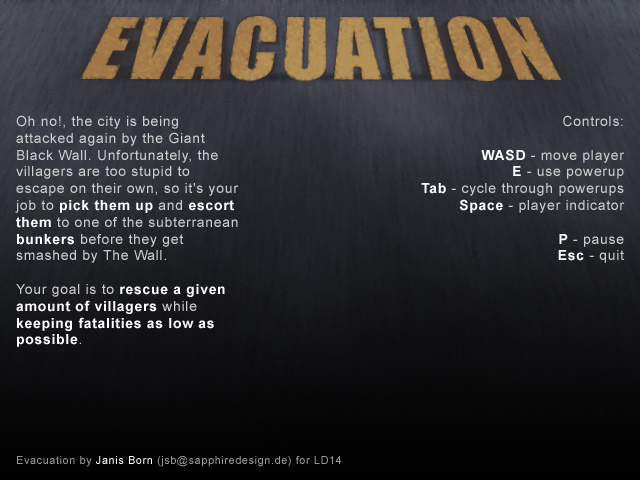 EVACUATION
Oh no!, the city is being
attacked again by the Giant
Black Wall. Unfortunately, the
villagers are too stupid to
escape on their own, so it's your
job to pick them up and escort
them to one of the subterranean
bunkers before they get
smashed by The Wall.
Your goal is to rescue a given
amount of villagers while
keeping fatalities as low as
possible.
Controls:
WASD - move player
E - use powerup
Tab - cycle through powerups
Space - player indicator
P - pause
Esc - quit
Evacuation by Janis Born (jsb@sapphiredesign.de) for LD14